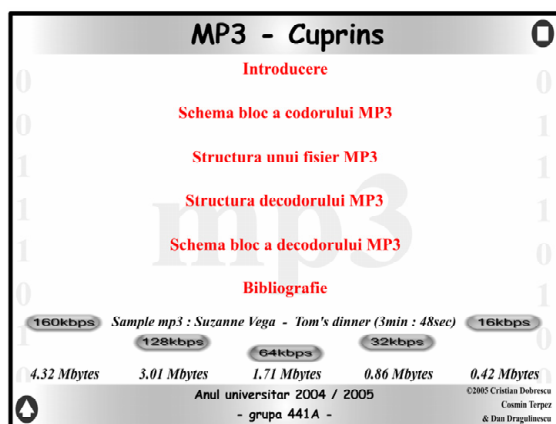 MP3 - Cuprins
Introducere
Schema bloc a codorului MP3
Structura unui fisier MP3
Structura decodorului MP3
Schema bloc a decodorului MP3
Bibliografie
mp3
160kbps Sample mp3 : Suzanne Vega - Tom's dinner (3min : 48sec) 16kbps
128kbps 32kbps
64kbps
4.32 Mbytes 3.01 Mbytes 1.71 Mbytes 0.86 Mbytes 0.42 Mbytes
Anul universitar 2004 / 2005
- grupa 441A -
©2005 Cristian Dobrescu
Cosmin Terpez
& Dan Dragulinescu